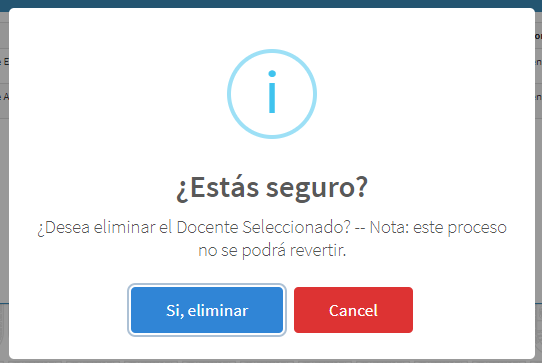 i
¿Estás seguro?
¿Desea eliminar el Docente Seleccionado? -- Nota: este proceso
no se podrá revertir.
Si, eliminar
Cancel